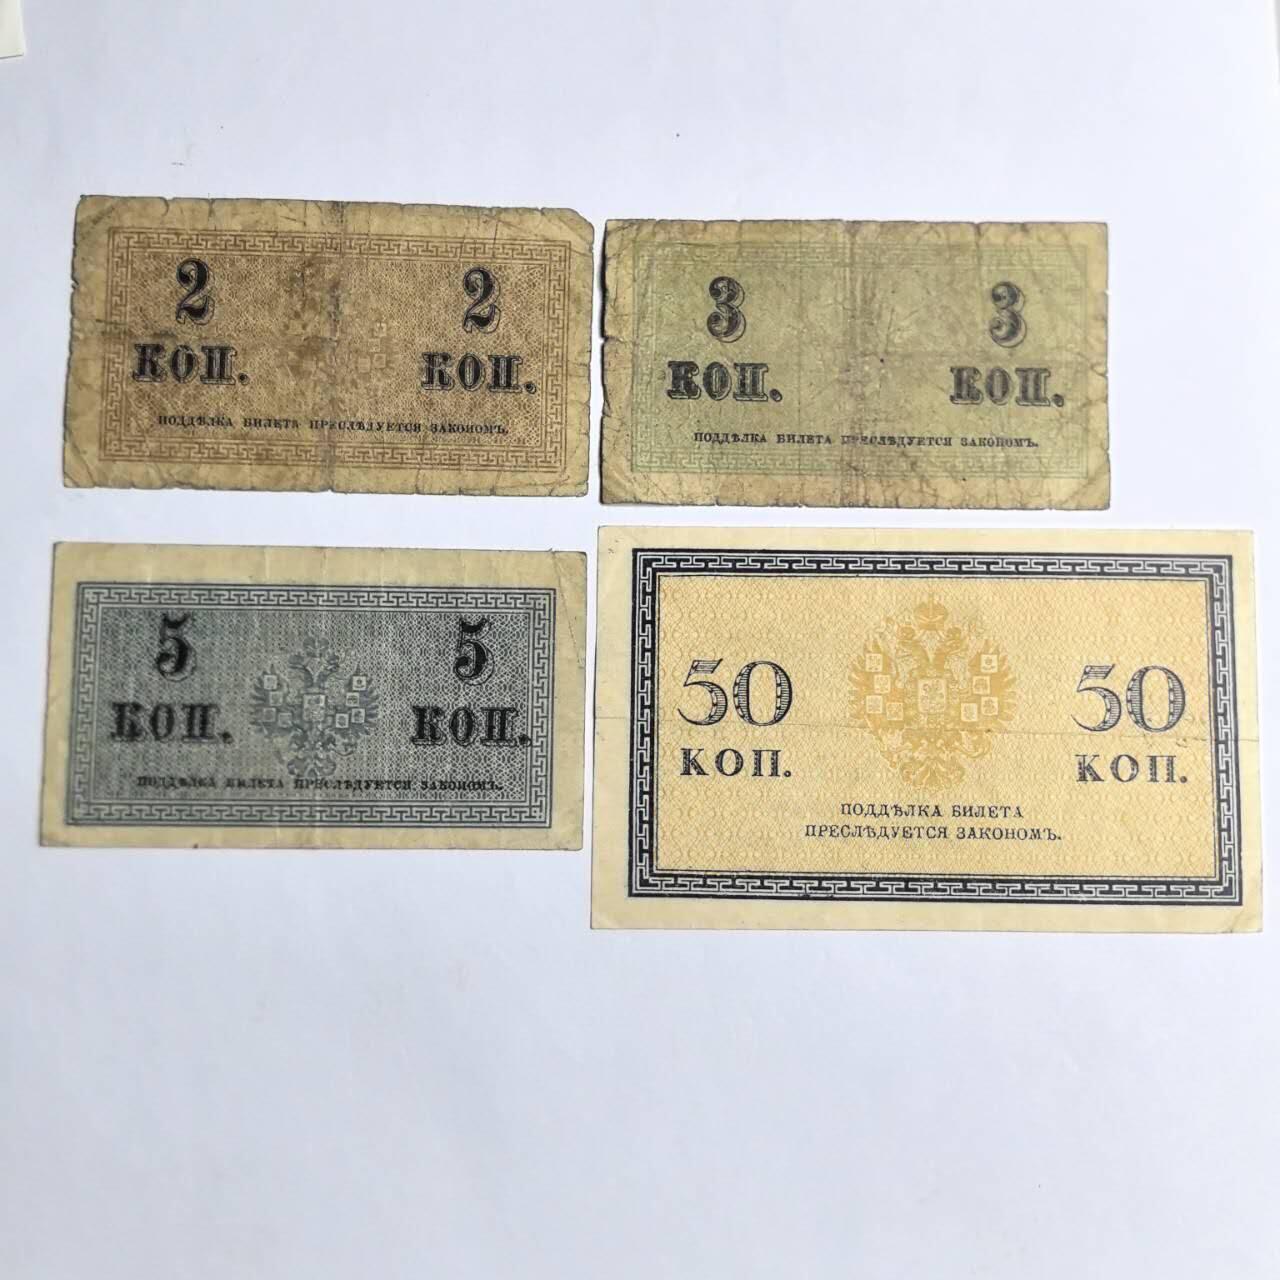 2 2
КОП. КОП.
ПОДДѢЛКА БИЛЕТА ПРЕСЛѢДУЕТСЯ ЗАКОНОМЪ.
3 3
КОП. КОП.
ПОДДѢЛКА БИЛЕТА ПРЕСЛѢДУЕТСЯ ЗАКОНОМЪ.
5 5
КОП. КОП.
ПОДДѢЛКА БИЛЕТА ПРЕСЛѢДУЕТСЯ ЗАКОНОМЪ.
50 50
КОП. КОП.
ПОДДѢЛКА БИЛЕТА
ПРЕСЛѢДУЕТСЯ ЗАКОНОМЪ.